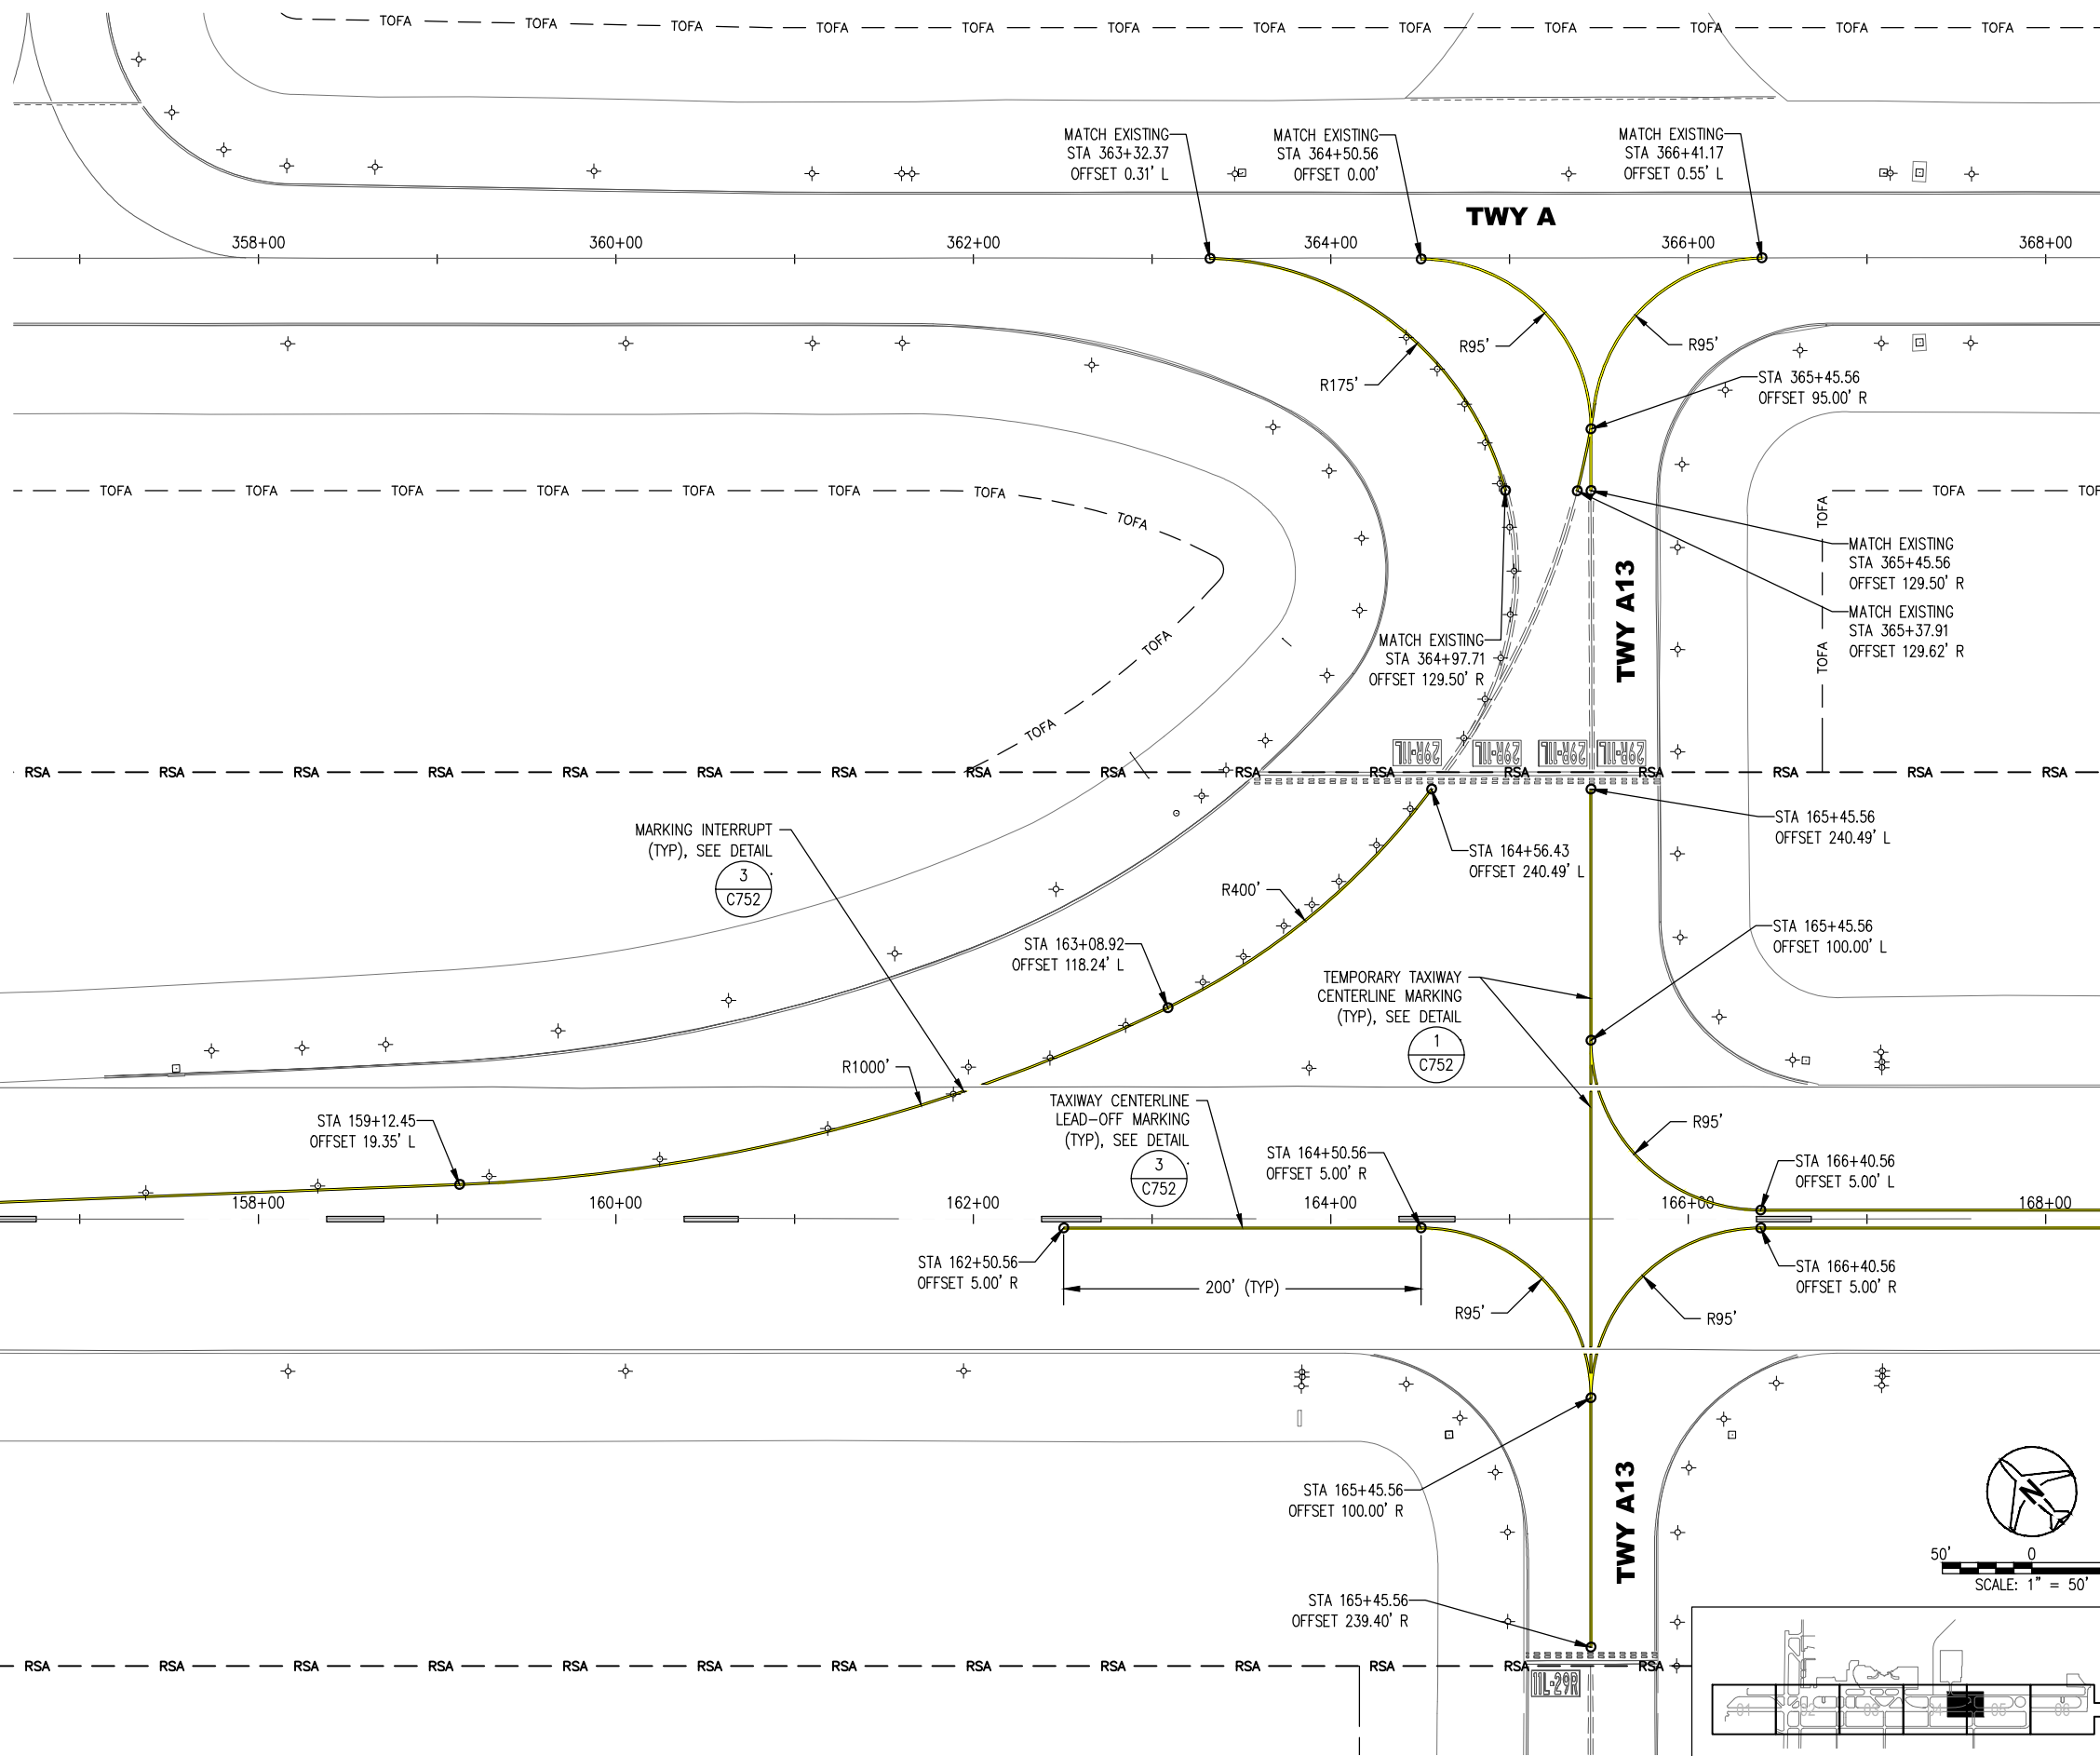 TOFA TOFA TOFA TOFA TOFA TOFA TOFA TOFA TOFA TOFA TOFA TOFA
MATCH EXISTING
STA 363+32.37
OFFSET 0.31' L
MATCH EXISTING
STA 364+50.56
OFFSET 0.00'
MATCH EXISTING
STA 366+41.17
OFFSET 0.55' L
TWY A
358+00 360+00 362+00 364+00 366+00 368+00
R95'
R95'
R175'
STA 365+45.56
OFFSET 95.00' R
TOFA TOFA TOFA TOFA TOFA TOFA TOFA TOFA
TOFA
TOFA
TOFA
TOFA
TOFA
TOFA
TWY A13
MATCH EXISTING
STA 365+45.56
OFFSET 129.50' R
MATCH EXISTING
STA 365+37.91
OFFSET 129.62' R
MATCH EXISTING
STA 364+97.71
OFFSET 129.50' R
29R-11L 29R-11L 29R-11L 29R-11L
RSA RSA RSA RSA RSA RSA RSA RSA RSA RSA RSA RSA RSA RSA RSA RSA
MARKING INTERRUPT
(TYP), SEE DETAIL
3
C752
STA 165+45.56
OFFSET 240.49' L
STA 164+56.43
OFFSET 240.49' L
R400'
STA 163+08.92
OFFSET 118.24' L
STA 165+45.56
OFFSET 100.00' L
TEMPORARY TAXIWAY
CENTERLINE MARKING
(TYP), SEE DETAIL
1
C752
R1000'
TAXIWAY CENTERLINE
LEAD-OFF MARKING
(TYP), SEE DETAIL
3
C752
STA 159+12.45
OFFSET 19.35' L
R95'
STA 164+50.56
OFFSET 5.00' R
STA 166+40.56
OFFSET 5.00' L
158+00 160+00 162+00 164+00 166+00 168+00
STA 162+50.56
OFFSET 5.00' R
200' (TYP)
STA 166+40.56
OFFSET 5.00' R
R95'
R95'
STA 165+45.56
OFFSET 100.00' R
TWY A13
N
50' 0
SCALE: 1" = 50'
STA 165+45.56
OFFSET 239.40' R
RSA RSA RSA RSA RSA RSA RSA RSA RSA RSA RSA RSA RSA
11L-29R
01 02 03 04 05 06